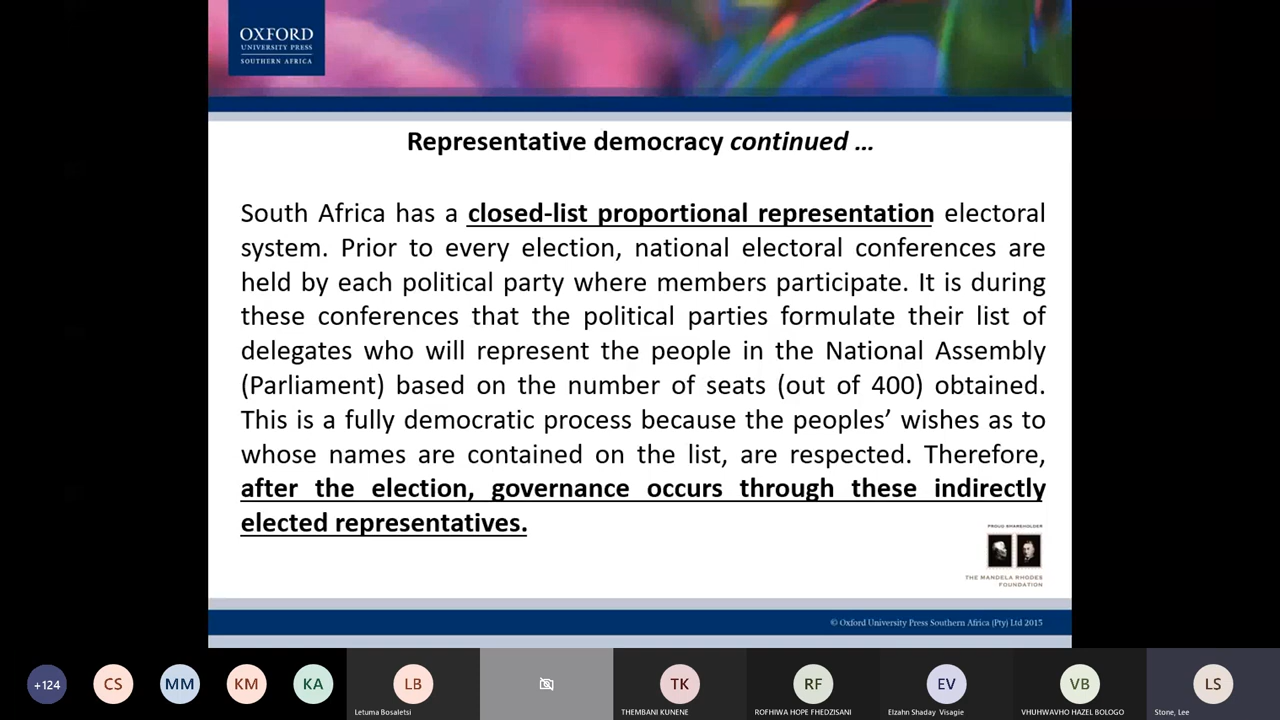 OXFORD
UNIVERSITY PRESS
SOUTHERN AFRICA
Representative democracy continued ...
South Africa has a closed-list proportional representation electoral
system. Prior to every election, national electoral conferences are
held by each political party where members participate. It is during
these conferences that the political parties formulate their list of
delegates who will represent the people in the National Assembly
(Parliament) based on the number of seats (out of 400) obtained.
This is a fully democratic process because the peoples’ wishes as to
whose names are contained on the list, are respected. Therefore,
after the election, governance occurs through these indirectly
elected representatives.
PROUD SHAREHOLDER
THE MANDELA RHODES
FOUNDATION
© Oxford University Press Southern Africa (Pty) Ltd 2015
+124 CS MM KM KA LB TK RF EV VB LS
Letuma Bosaletsi THEMBANI KUNENE ROFHIWA HOPE FHEDZISANI Elzahn Shaday Visagie VHUHWAVHO HAZEL BOLOGO Stone, Lee